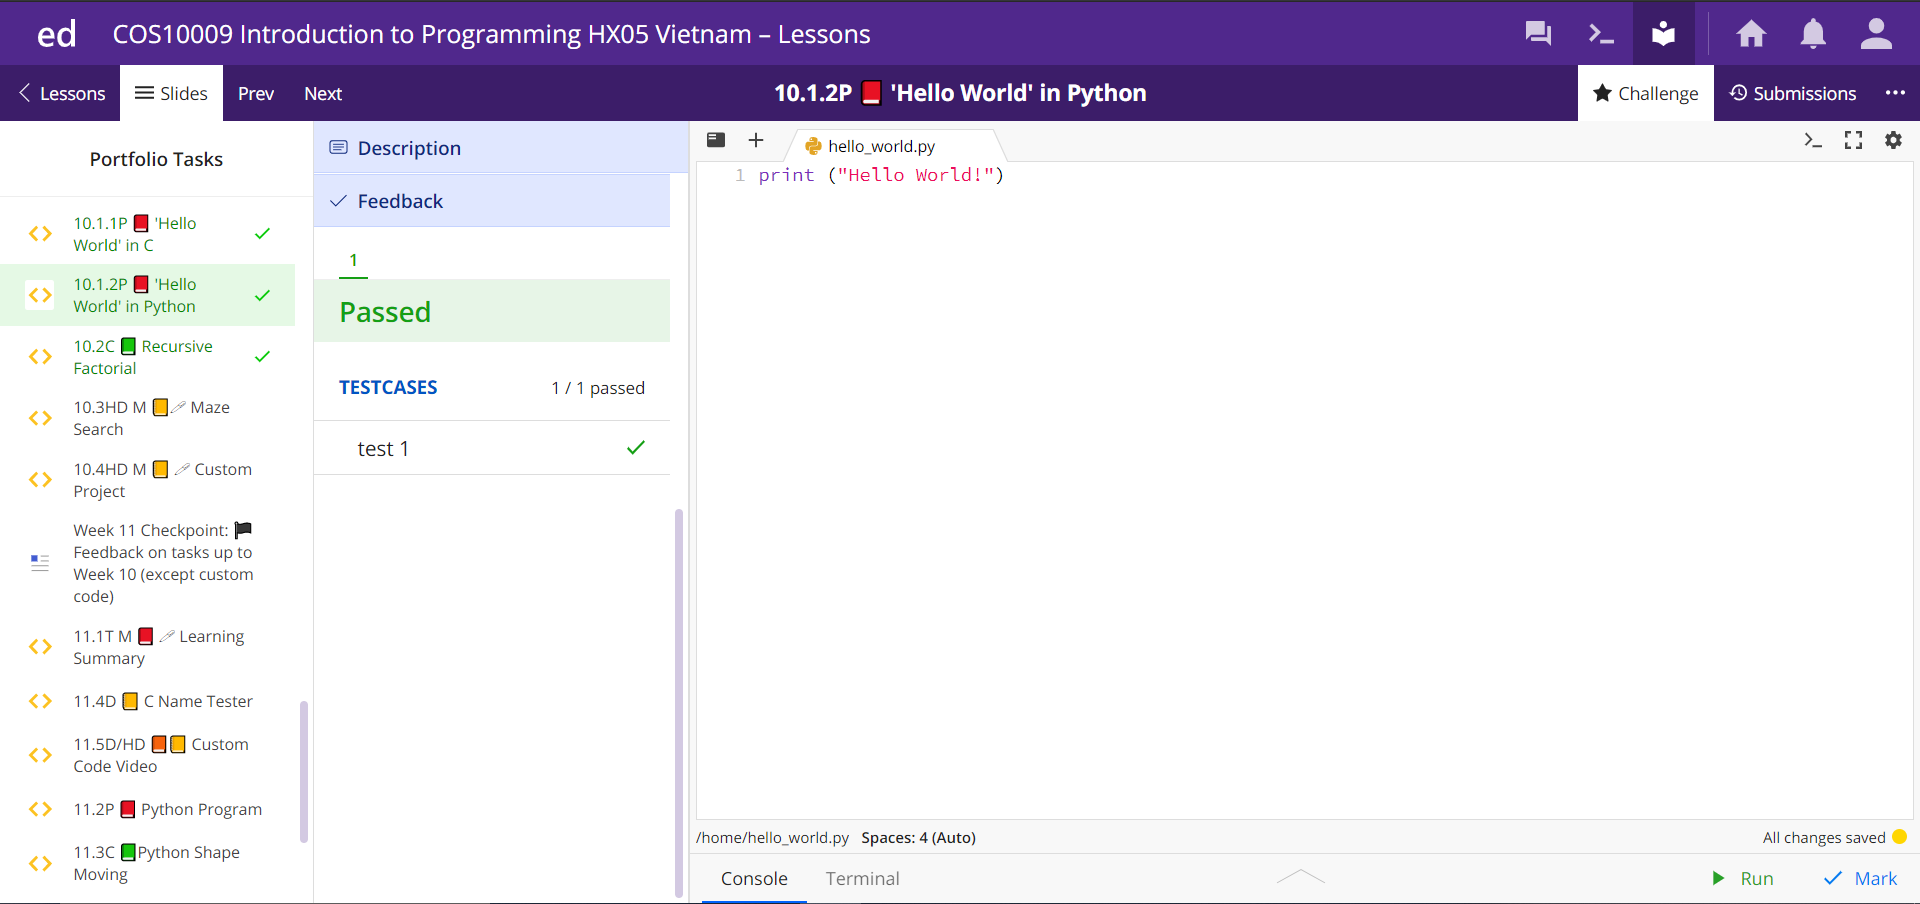 ed
COS10009 Introduction to Programming HX05 Vietnam – Lessons
Lessons
Slides
Prev
Next
10.1.2P 📕 'Hello World' in Python
Challenge
Submissions
Portfolio Tasks
10.1.1P 📕 'Hello
World' in C
10.1.2P 📕 'Hello
World' in Python
10.2C 📗 Recursive
Factorial
10.3HD M 📒🖊 Maze
Search
10.4HD M 📒🖊 Custom
Project
Week 11 Checkpoint: 🏴
Feedback on tasks up to
Week 10 (except custom
code)
11.1T M 📕🖊 Learning
Summary
11.4D 📒 C Name Tester
11.5D/HD 📙📒 Custom
Code Video
11.2P 📕 Python Program
11.3C 📗Python Shape
Moving
Description
Feedback
1
Passed
TESTCASES
1 / 1 passed
test 1
hello_world.py
1 print ("Hello World!")
/home/hello_world.py Spaces: 4 (Auto)
All changes saved
Console
Terminal
Run
Mark